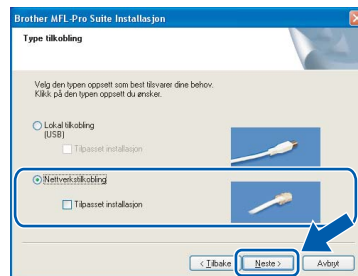 Brother MFL-Pro Suite Installasjon
Type tilkobling
Velg den typen oppsett som best tilsvarer dine behov.
Klikk på den typen oppsett du ønsker.
Lokal tilkobling
(USB)
Tilpasset installasjon
Nettverkstilkobling
Tilpasset installasjon
< Tilbake
Neste >
Avbryt